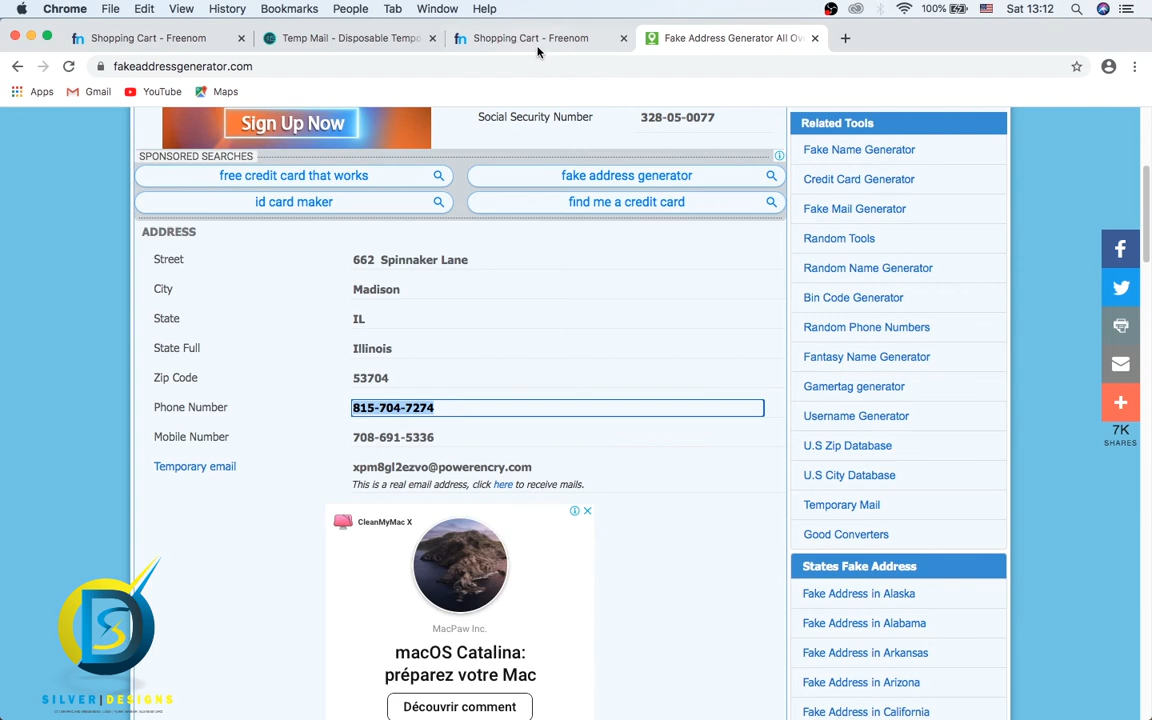 Chrome File Edit View History Bookmarks People Tab Window Help 100% Sat 13:12
Shopping Cart - Freenom Temp Mail - Disposable Tempo Shopping Cart - Freenom Fake Address Generator All Ov
fakeaddressgenerator.com
Apps Gmail YouTube Maps
Sign Up Now
Social Security Number 328-05-0077
SPONSORED SEARCHES
free credit card that works fake address generator
id card maker find me a credit card
ADDRESS
Street 662 Spinnaker Lane
City Madison
State IL
State Full Illinois
Zip Code 53704
Phone Number 815-704-7274
Mobile Number 708-691-5336
Temporary email xpm8gl2ezvo@powerencry.com
This is a real email address, click here to receive mails.
CleanMyMac X
MacPaw Inc.
macOS Catalina:
préparez votre Mac
Découvrir comment
Related Tools
Fake Name Generator
Credit Card Generator
Fake Mail Generator
Random Tools
Random Name Generator
Bin Code Generator
Random Phone Numbers
Fantasy Name Generator
Gamertag generator
Username Generator
U.S Zip Database
U.S City Database
Temporary Mail
Good Converters
States Fake Address
Fake Address in Alaska
Fake Address in Alabama
Fake Address in Arkansas
Fake Address in Arizona
Fake Address in California
7K
SHARES
SILVER|DESIGNS